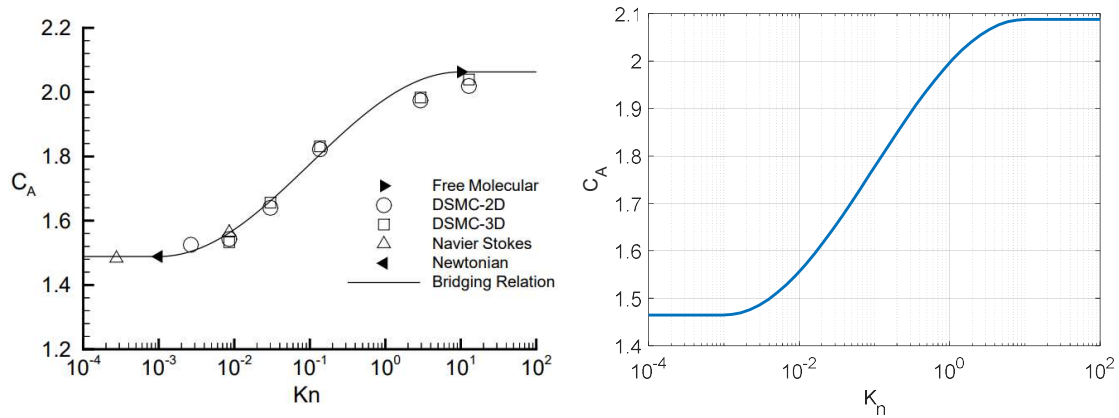 2.2
2.0
1.8
C_A
1.6
1.4
1.2
10^-4
10^-3
10^-2
10^-1
10^0
10^1
10^2
Kn
Free Molecular
DSMC-2D
DSMC-3D
Navier Stokes
Newtonian
Bridging Relation
2.1
2
1.9
1.8
C_A
1.7
1.6
1.5
1.4
10^-4
10^-2
10^0
10^2
K_n